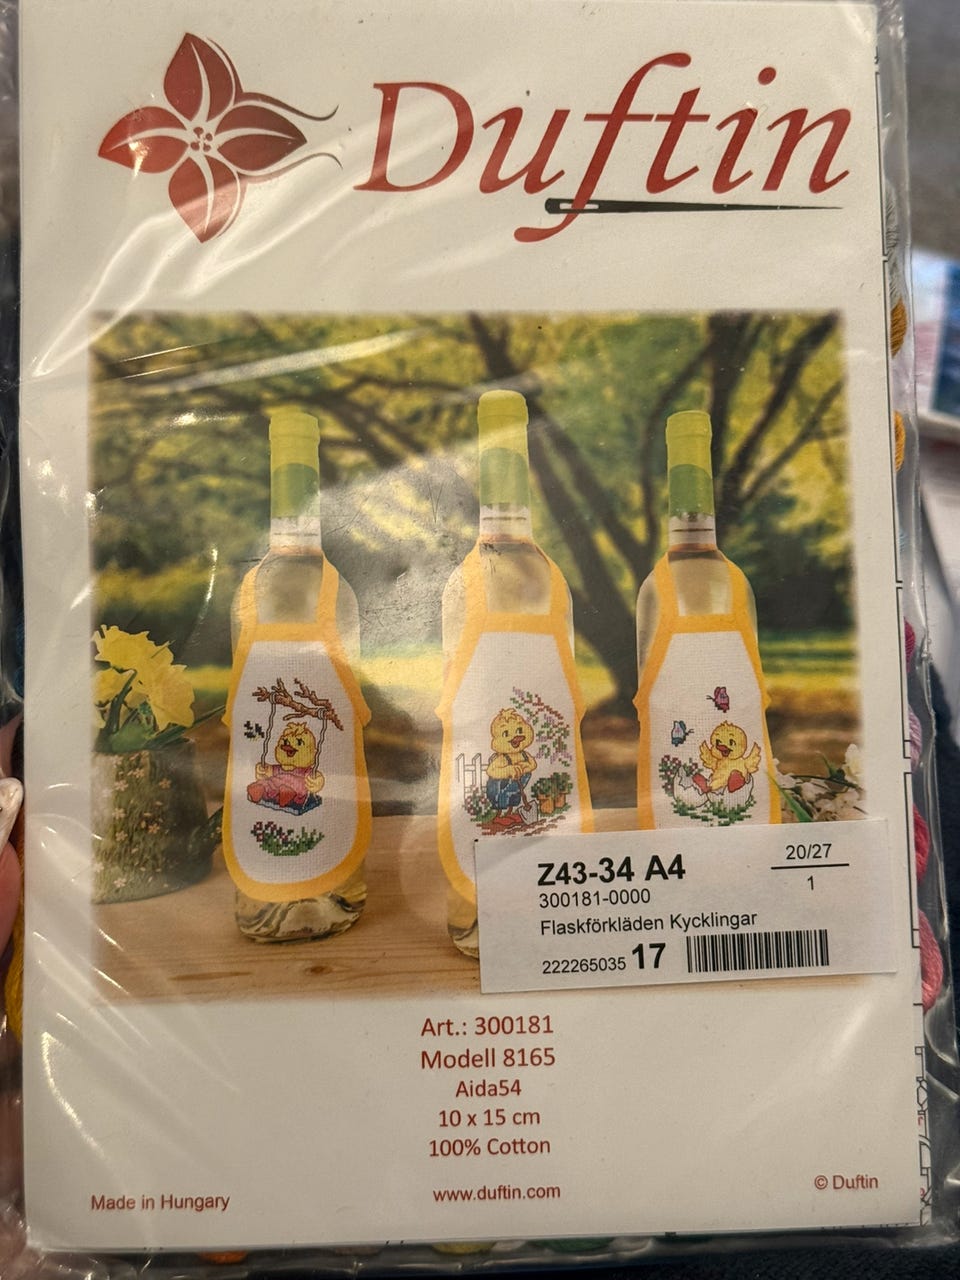 Duftin
Z43-34 A4
20/27
1
300181-0000
Flaskförkläden Kycklingar
222265035 17
Art.: 300181
Modell 8165
Aida54
10 x 15 cm
100% Cotton
Made in Hungary
www.duftin.com
© Duftin